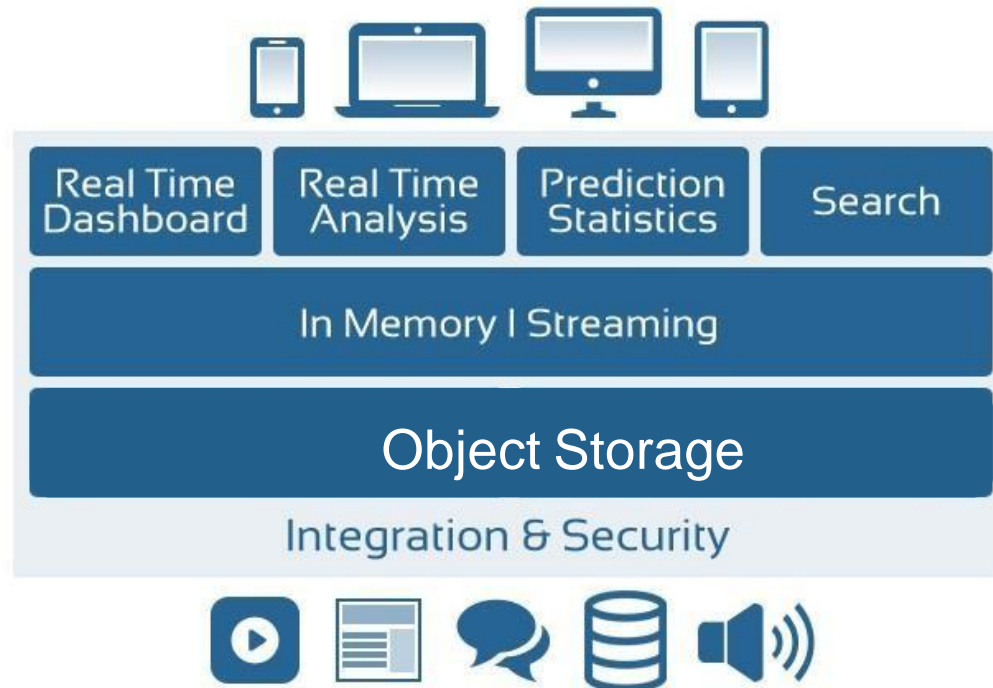 Real Time
Dashboard
Real Time
Analysis
Prediction
Statistics
Search
In Memory | Streaming
Object Storage
Integration & Security